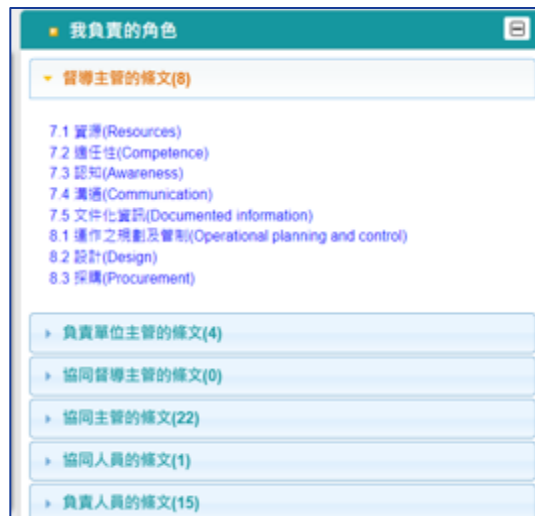 我負責的角色
督導主管的條文(8)
7.1 資源(Resources)
7.2 適任性(Competence)
7.3 認知(Awareness)
7.4 溝通(Communication)
7.5 文件化資訊(Documented information)
8.1 運作之規劃及管制(Operational planning and control)
8.2 設計(Design)
8.3 採購(Procurement)
負責單位主管的條文(4)
協同督導主管的條文(0)
協同主管的條文(22)
協同人員的條文(1)
負責人員的條文(15)